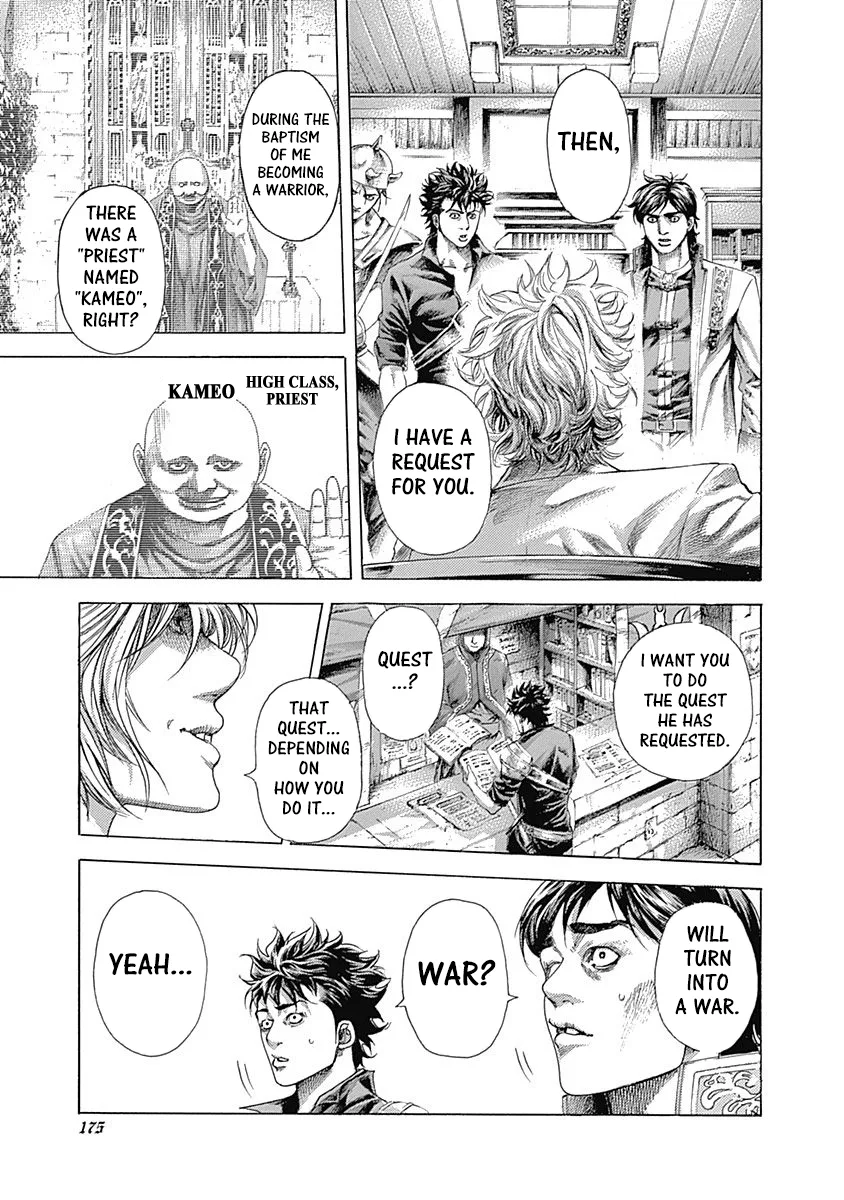 THEN,
I HAVE A
REQUEST
FOR YOU.
DURING THE
BAPTISM
OF ME
BECOMING
A WARRIOR,
THERE
WAS A
"PRIEST"
NAMED
"KAMEO",
RIGHT?
HIGH CLASS,
PRIEST
KAMEO
I WANT YOU
TO DO
THE QUEST
HE HAS
REQUESTED.
QUEST
...?
THAT
QUEST...
DEPENDING
ON
HOW YOU
DO IT...
WILL
TURN
INTO
A WAR.
WAR?
YEAH...
175